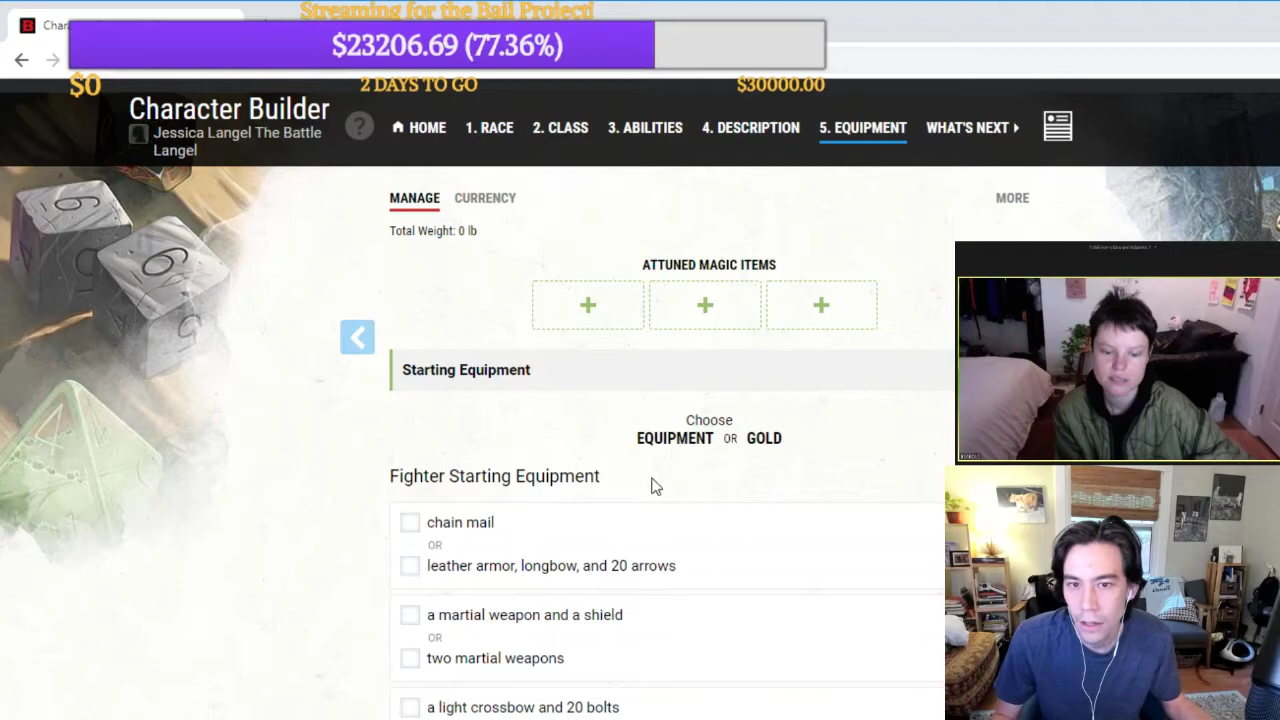 Streaming for the Bail Project!
$23206.69 (77.36%)
$0
2 DAYS TO GO
$30000.00
Character Builder
Jessica Langel The Battle
Langel
?
HOME
1. RACE
2. CLASS
3. ABILITIES
4. DESCRIPTION
5. EQUIPMENT
WHAT'S NEXT
MANAGE
CURRENCY
MORE
Total Weight: 0 lb
ATTUNED MAGIC ITEMS
+ + +
Starting Equipment
Choose
EQUIPMENT OR GOLD
Fighter Starting Equipment
chain mail
OR
leather armor, longbow, and 20 arrows
a martial weapon and a shield
OR
two martial weapons
a light crossbow and 20 bolts